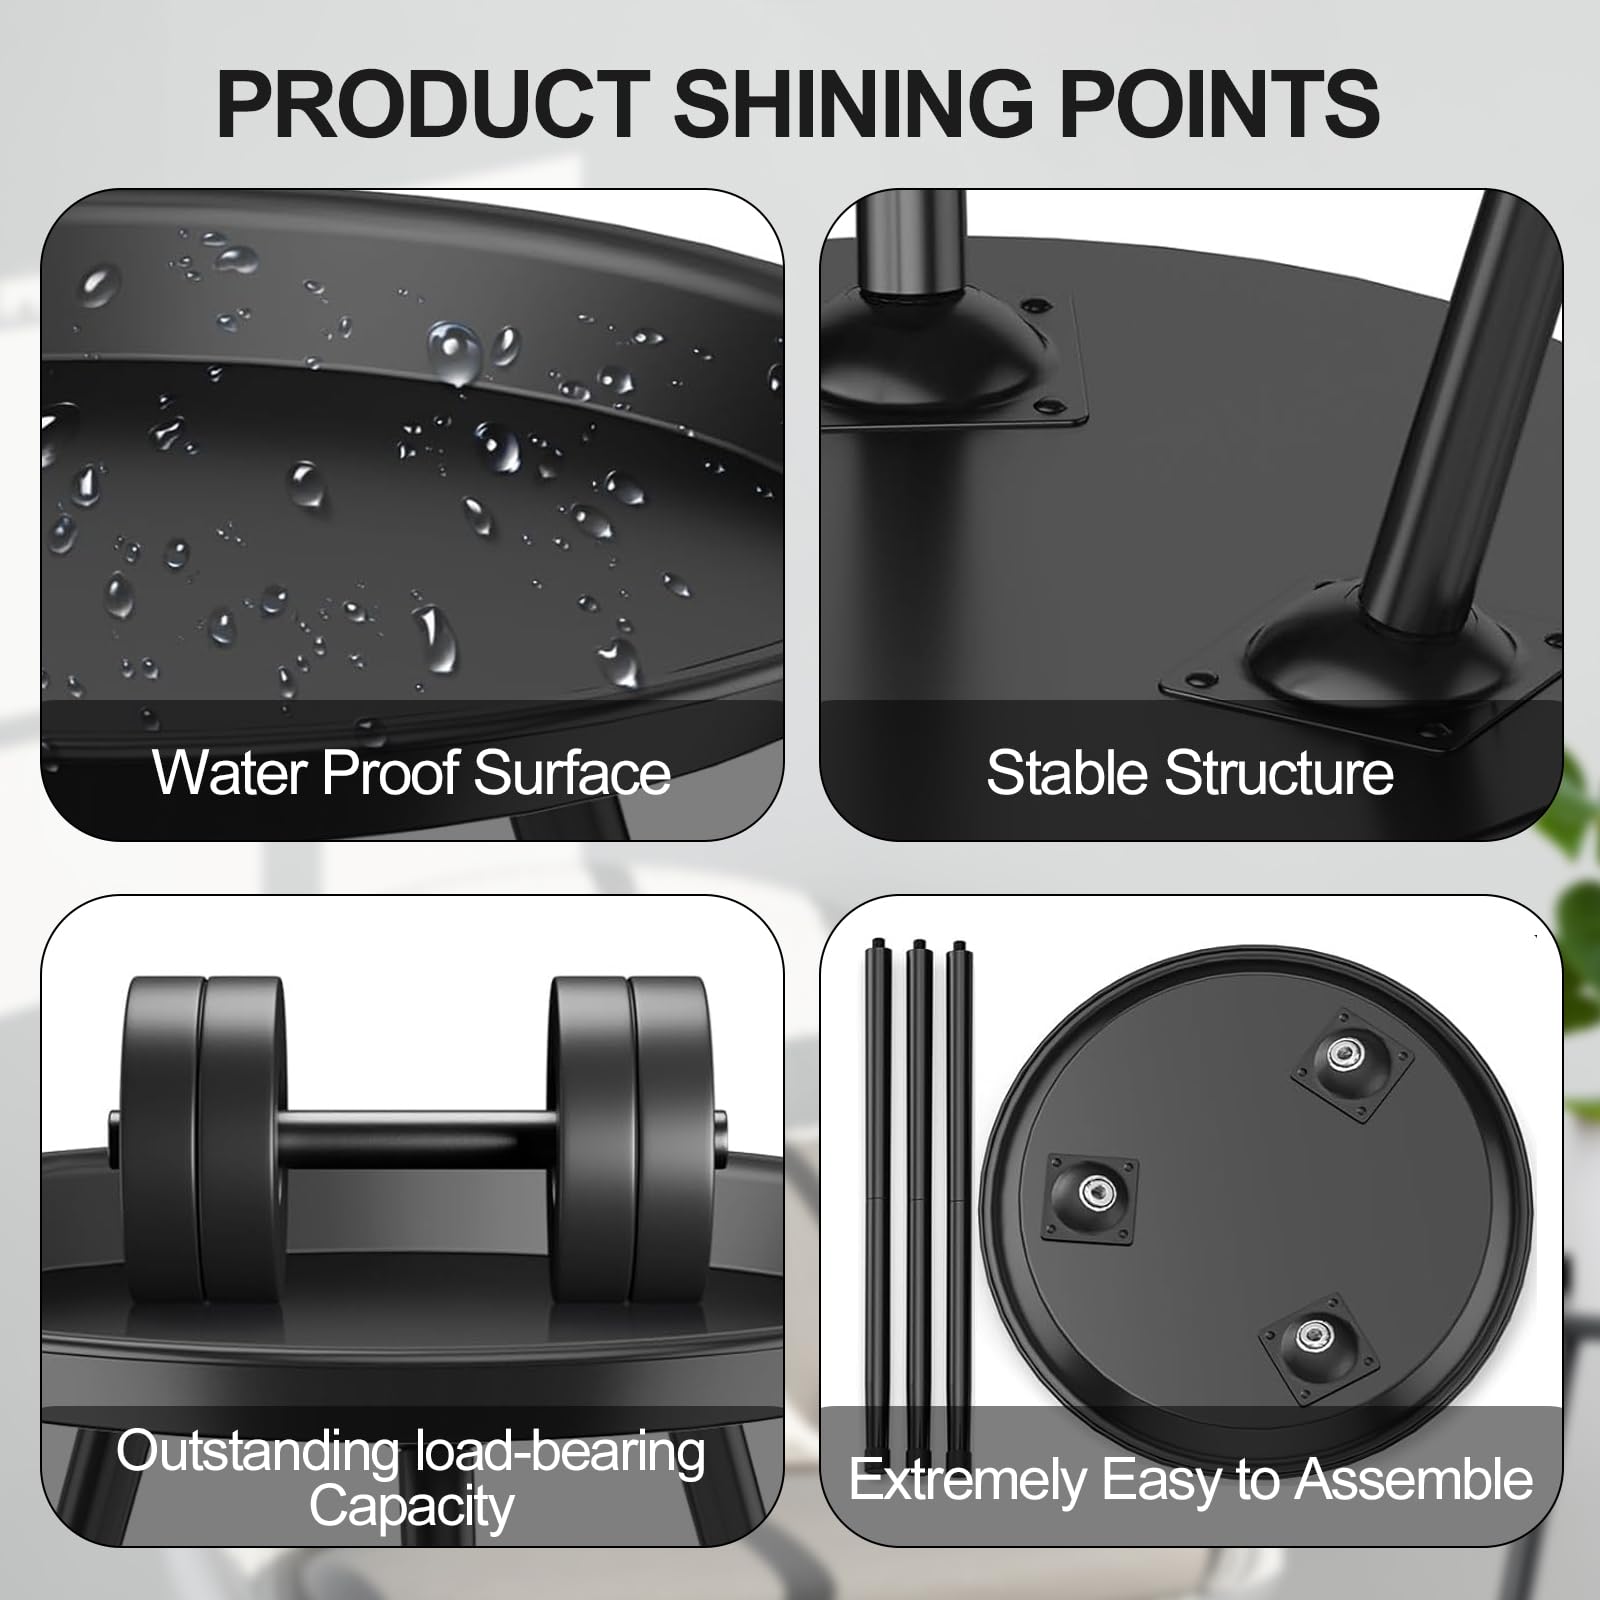 PRODUCT SHINING POINTS
Water Proof Surface
Stable Structure
Outstanding load-bearing
Capacity
Extremely Easy to Assemble